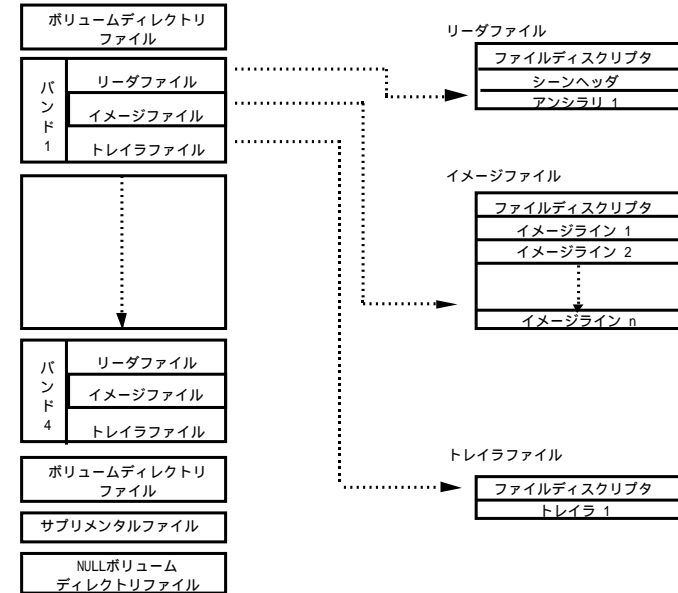 ボリュームディレクトリ
ファイル
バンド1
リーダファイル
イメージファイル
トレイラファイル
バンド4
リーダファイル
イメージファイル
トレイラファイル
ボリュームディレクトリ
ファイル
サプリメンタルファイル
NULLボリューム
ディレクトリファイル
リーダファイル
ファイルディスクリプタ
シーンヘッダ
アンシラリ 1
イメージファイル
ファイルディスクリプタ
イメージライン 1
イメージライン 2
イメージライン n
トレイラファイル
ファイルディスクリプタ
トレイラ 1